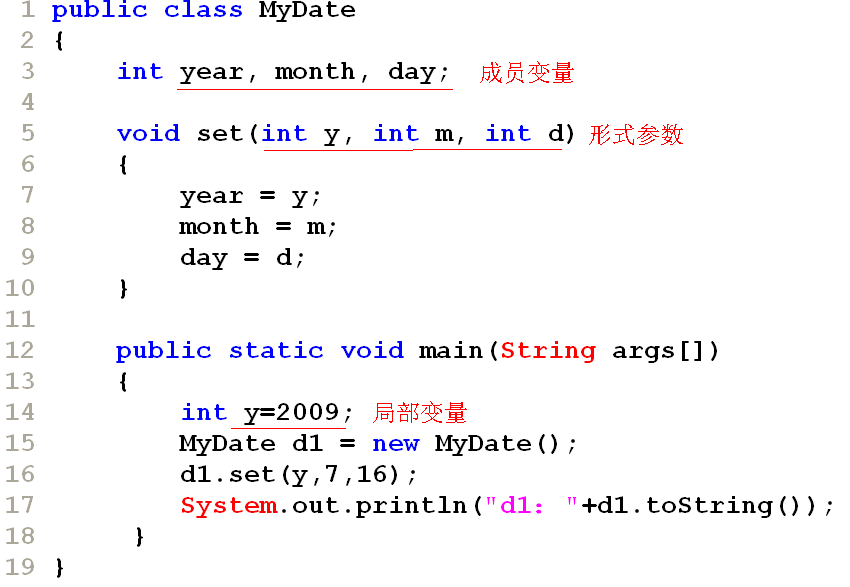 1 public class MyDate
2 {
3 int year, month, day; 成员变量
4
5 void set(int y, int m, int d) 形式参数
6 {
7 year = y;
8 month = m;
9 day = d;
10 }
11
12 public static void main(String args[])
13 {
14 int y=2009; 局部变量
15 MyDate d1 = new MyDate();
16 d1.set(y,7,16);
17 System.out.println("d1: "+d1.toString());
18 }
19 }